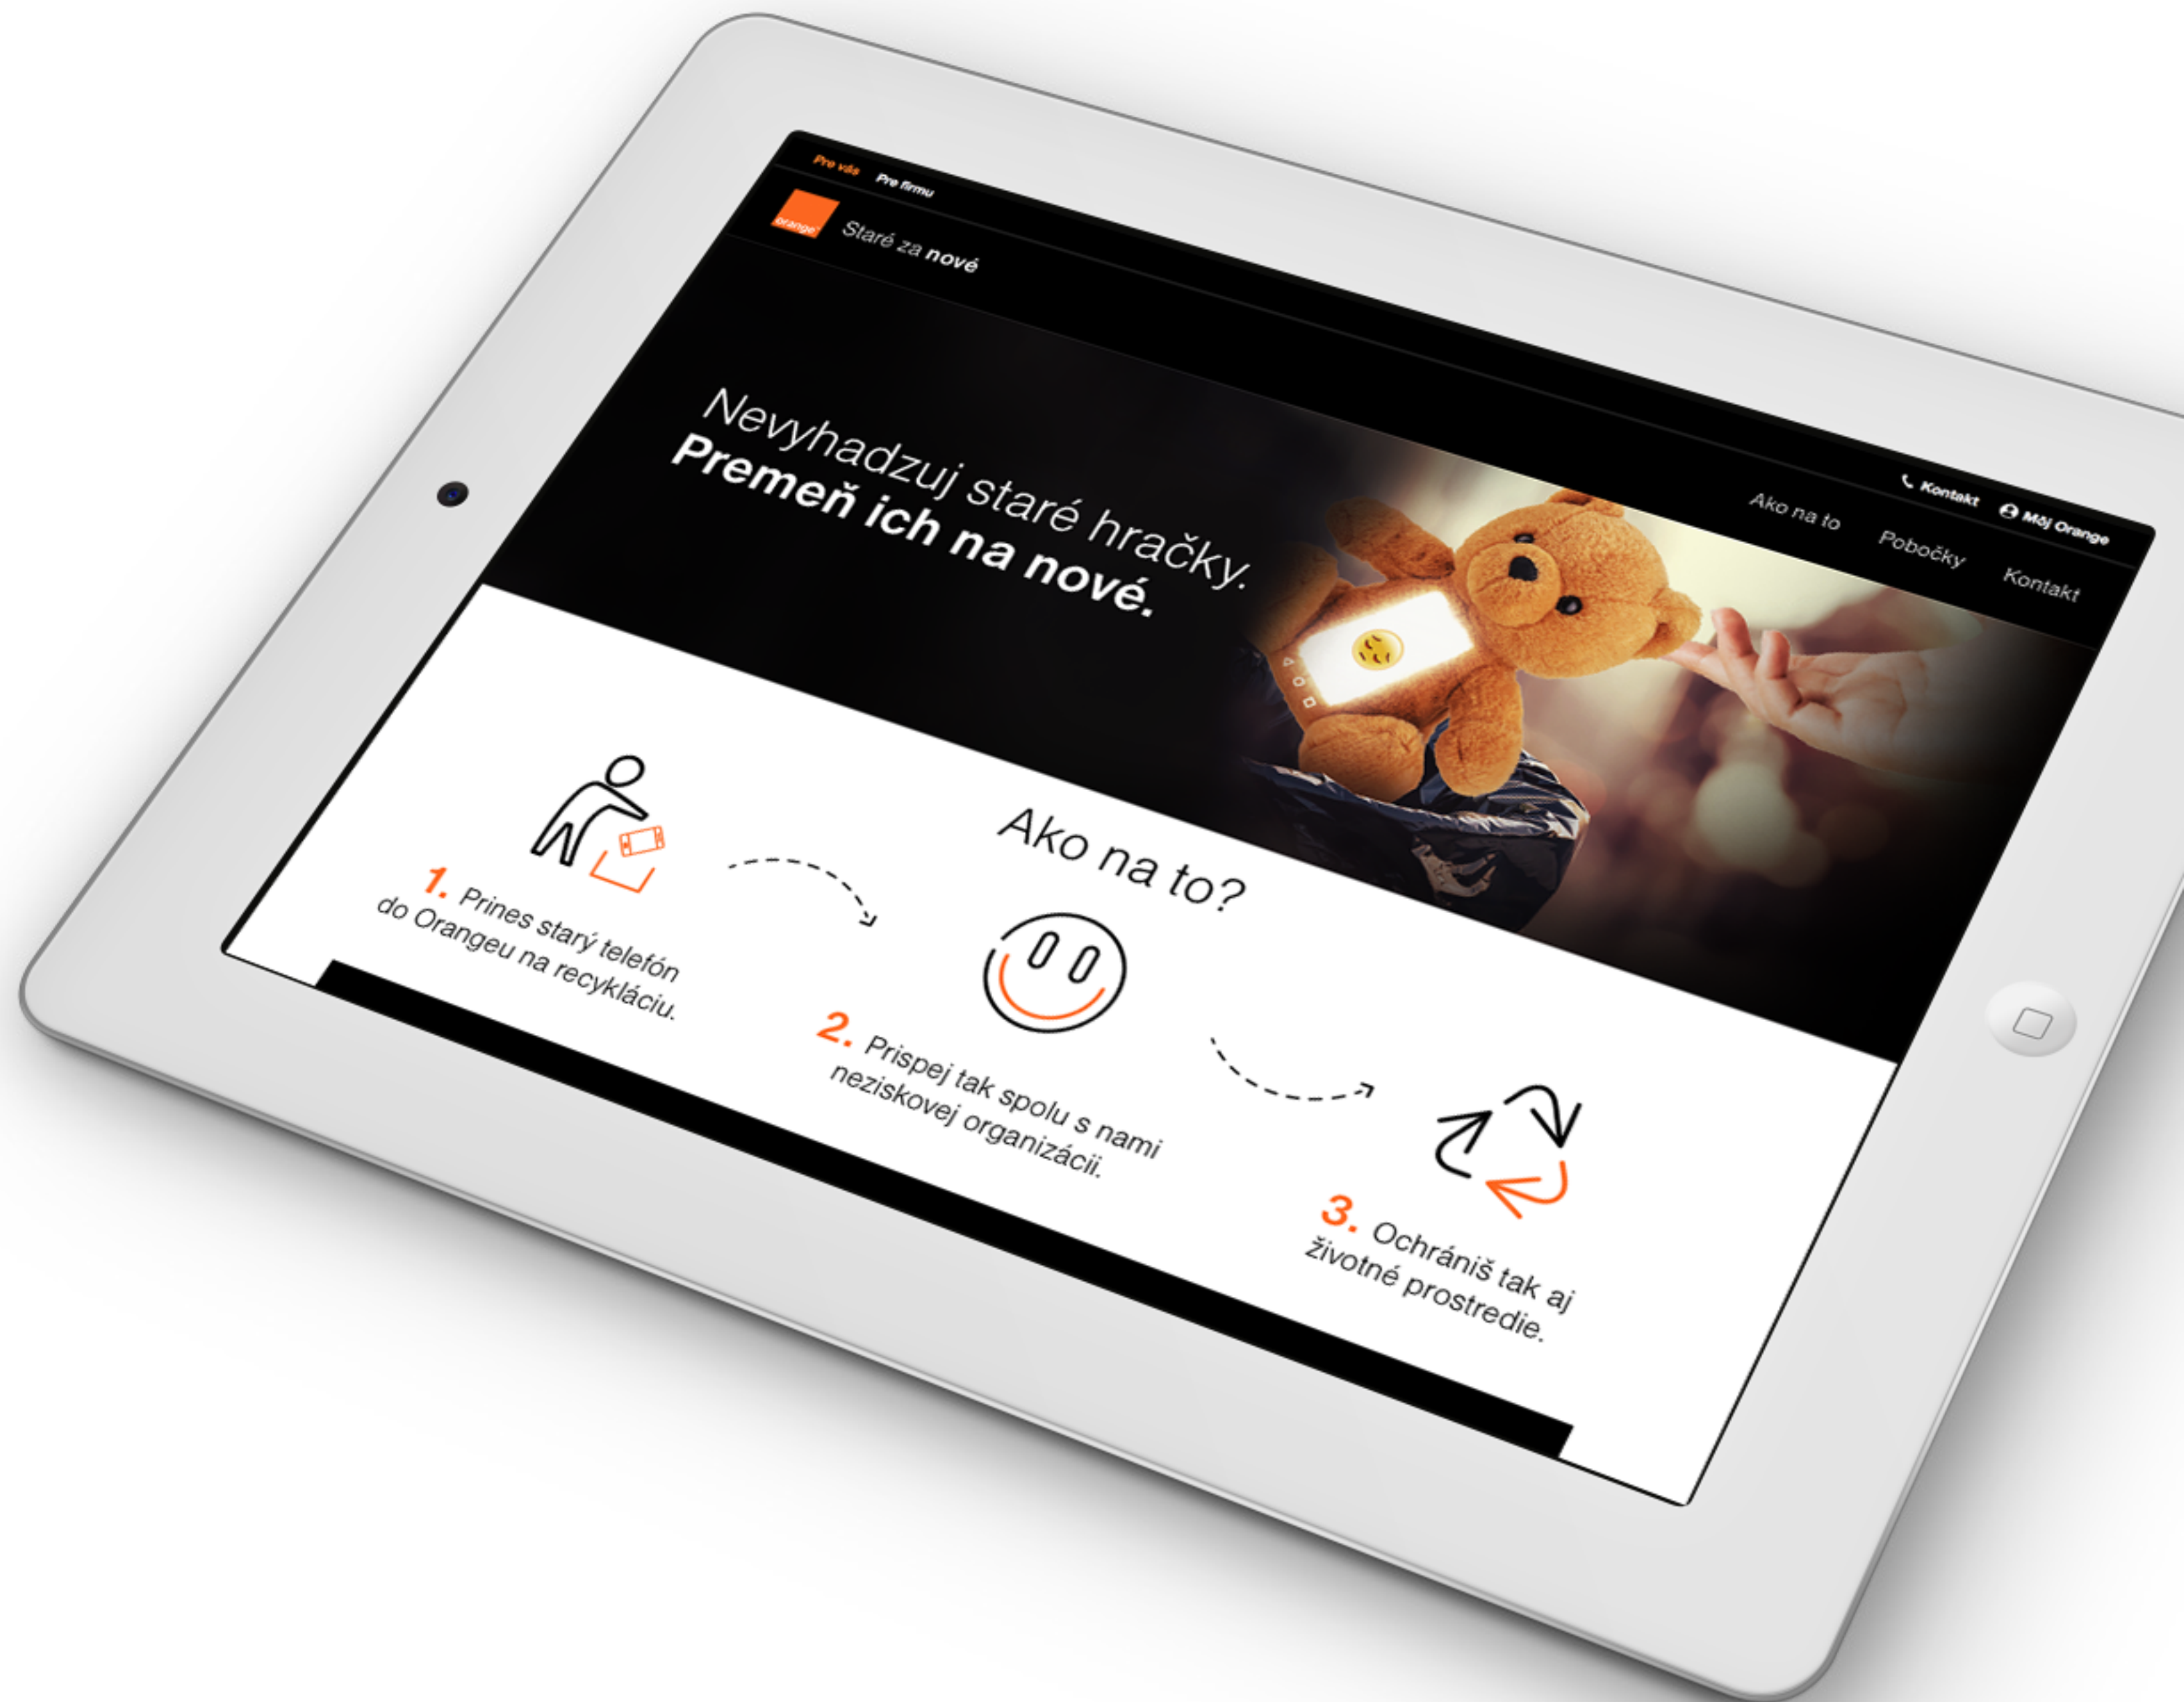 Pre vás Pre firmu
Kontakt Môj Orange
orange
Staré za nové
Ako na to Pobočky Kontakt
Nevyhadzuj staré hračky.
Premeň ich na nové.
Ako na to?
1. Prines starý telefón
do Orangeu na recykláciu.
2. Prispej tak spolu s nami
neziskovej organizácii.
3. Ochrániš tak aj
životné prostredie.